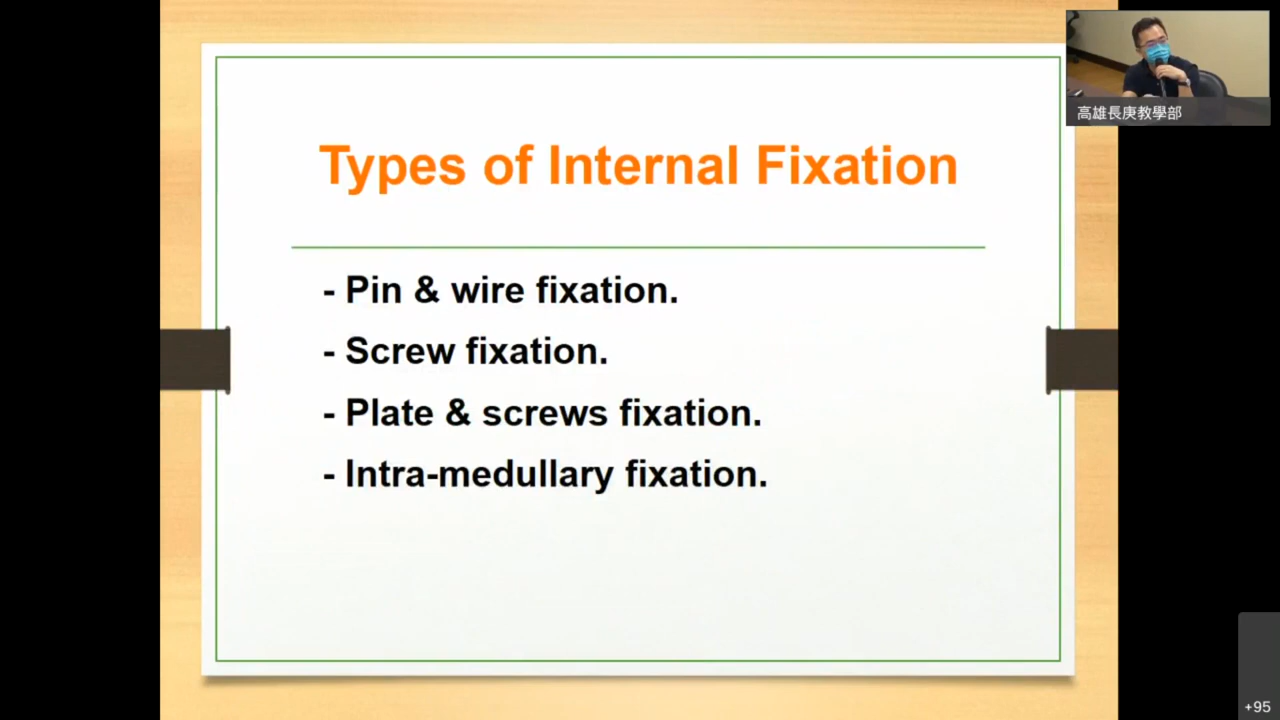 Types of Internal Fixation
- Pin & wire fixation.
- Screw fixation.
- Plate & screws fixation.
- Intra-medullary fixation.
高雄長庚教學部
+95